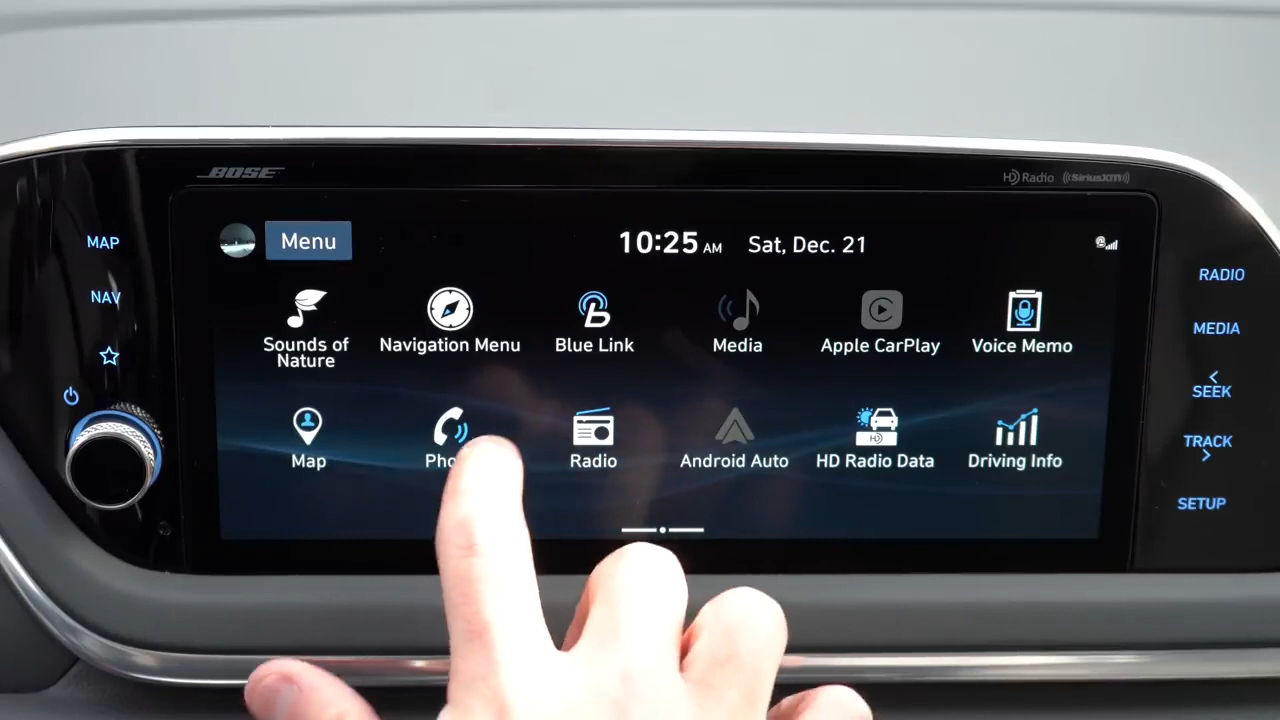 BOSE
HD Radio
((SiriusXM))
MAP
NAV
Menu
10:25 AM
Sat, Dec. 21
Sounds of
Nature
Navigation Menu
Blue Link
Media
Apple CarPlay
Voice Memo
Map
Pho
Radio
Android Auto
HD
HD Radio Data
Driving Info
RADIO
MEDIA
SEEK
TRACK
SETUP